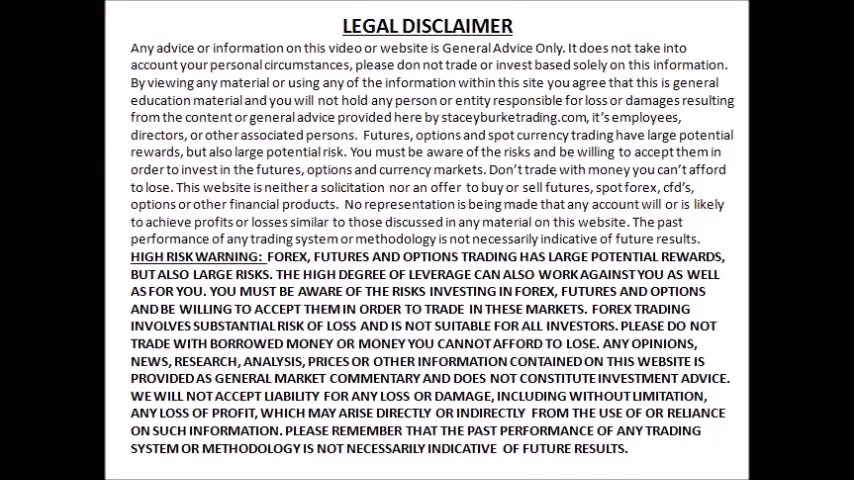 LEGAL DISCLAIMER
Any advice or information on this video or website is General Advice Only. It does not take into
account your personal circumstances, please don not trade or invest based solely on this information.
By viewing any material or using any of the information within this site you agree that this is general
education material and you will not hold any person or entity responsible for loss or damages resulting
from the content or general advice provided here by staceyburketrading.com, it's employees,
directors, or other associated persons. Futures, options and spot currency trading have large potential
rewards, but also large potential risk. You must be aware of the risks and be willing to accept them in
order to invest in the futures, options and currency markets. Don't trade with money you can't afford
to lose. This website is neither a solicitation nor an offer to buy or sell futures, spot forex, cfd's,
options or other financial products. No representation is being made that any account will or is likely
to achieve profits or losses similar to those discussed in any material on this website. The past
performance of any trading system or methodology is not necessarily indicative of future results.
HIGH RISK WARNING: FOREX, FUTURES AND OPTIONS TRADING HAS LARGE POTENTIAL REWARDS,
BUT ALSO LARGE RISKS. THE HIGH DEGREE OF LEVERAGE CAN ALSO WORK AGAINST YOU AS WELL
AS FOR YOU. YOU MUST BE AWARE OF THE RISKS INVESTING IN FOREX, FUTURES AND OPTIONS
AND BE WILLING TO ACCEPT THEM IN ORDER TO TRADE IN THESE MARKETS. FOREX TRADING
INVOLVES SUBSTANTIAL RISK OF LOSS AND IS NOT SUITABLE FOR ALL INVESTORS. PLEASE DO NOT
TRADE WITH BORROWED MONEY OR MONEY YOU CANNOT AFFORD TO LOSE. ANY OPINIONS,
NEWS, RESEARCH, ANALYSIS, PRICES OR OTHER INFORMATION CONTAINED ON THIS WEBSITE IS
PROVIDED AS GENERAL MARKET COMMENTARY AND DOES NOT CONSTITUTE INVESTMENT ADVICE.
WE WILL NOT ACCEPT LIABILITY FOR ANY LOSS OR DAMAGE, INCLUDING WITHOUT LIMITATION,
ANY LOSS OF PROFIT, WHICH MAY ARISE DIRECTLY OR INDIRECTLY FROM THE USE OF OR RELIANCE
ON SUCH INFORMATION. PLEASE REMEMBER THAT THE PAST PERFORMANCE OF ANY TRADING
SYSTEM OR METHODOLOGY IS NOT NECESSARILY INDICATIVE OF FUTURE RESULTS.